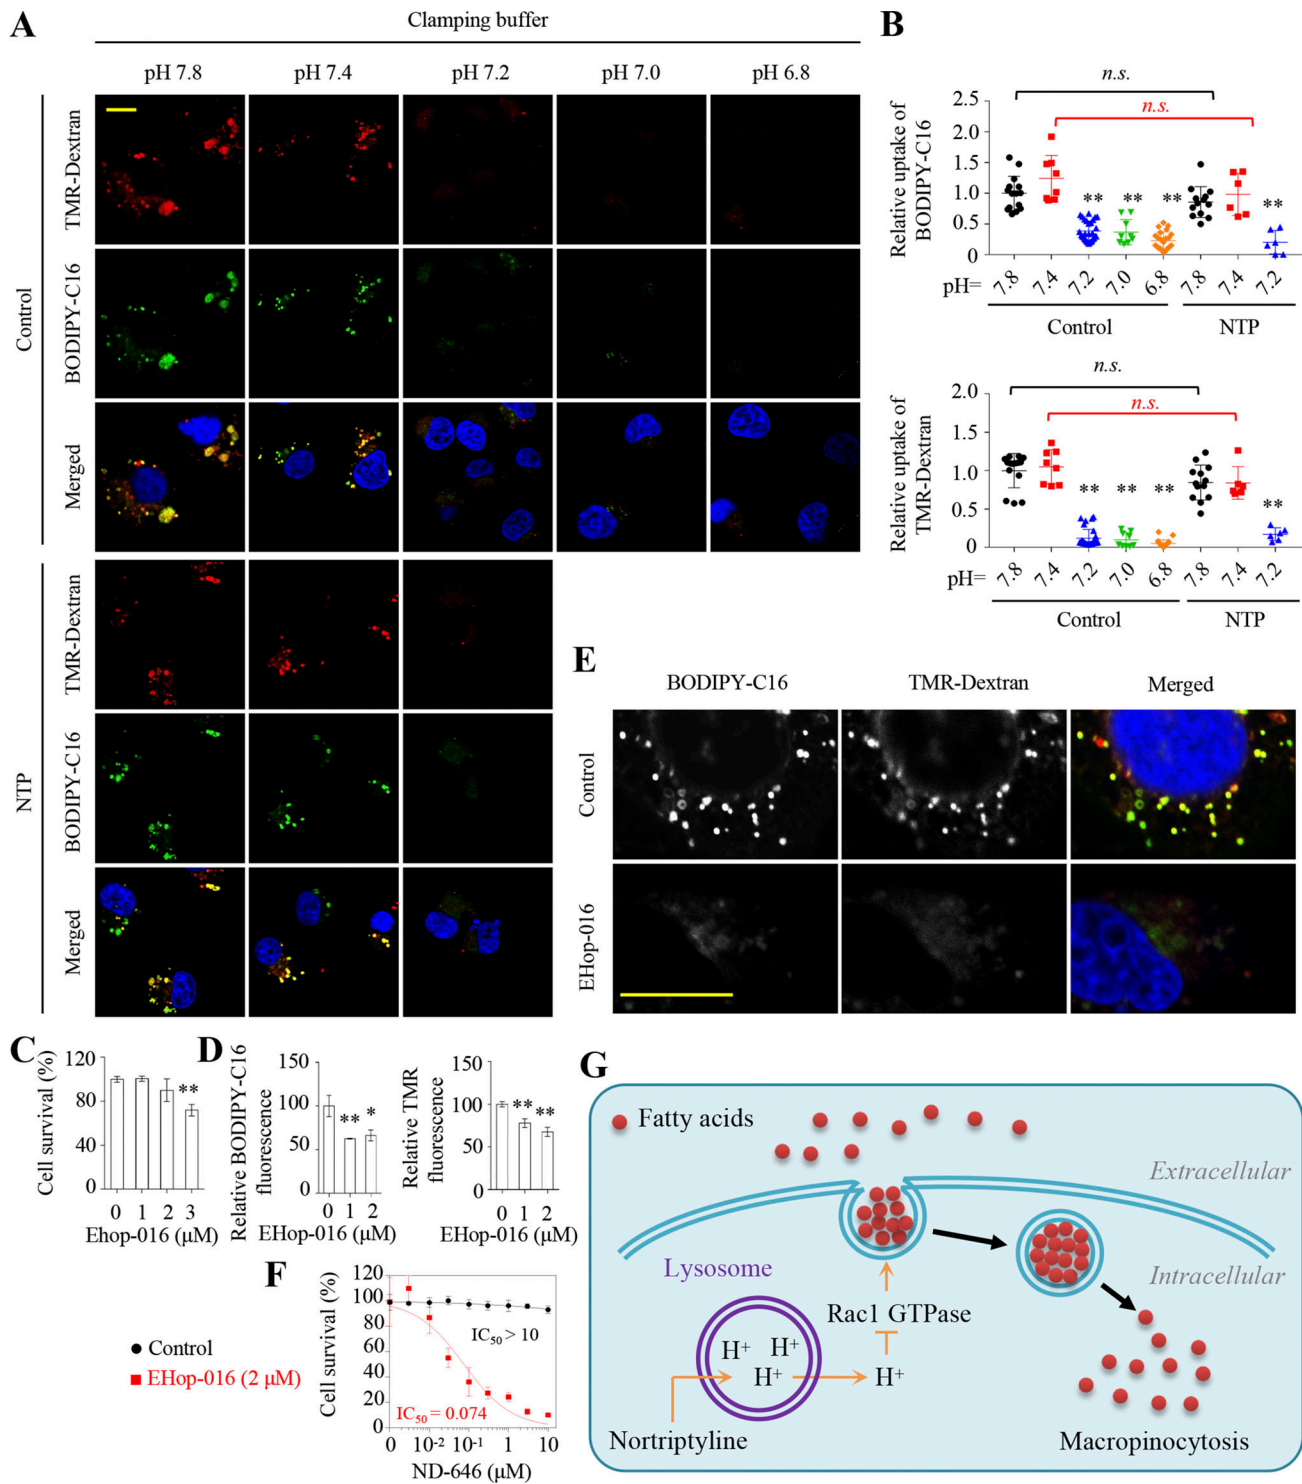 A
Clamping buffer
pH 7.8
pH 7.4
pH 7.2
pH 7.0
pH 6.8
Control
TMR-Dextran
BODIPY-C16
Merged
NTP
TMR-Dextran
BODIPY-C16
Merged
B
n.s.
n.s.
Relative uptake of
BODIPY-C16
2.5
2.0
1.5
1.0
0.5
0
** ** ** **
pH=
7.8 7.4 7.2 7.0 6.8 7.8 7.4 7.2
Control NTP
n.s.
n.s.
Relative uptake of
TMR-Dextran
2.0
1.5
1.0
0.5
0
** ** ** **
pH=
7.8 7.4 7.2 7.0 6.8 7.8 7.4 7.2
Control NTP
E
BODIPY-C16 TMR-Dextran Merged
Control
EHop-016
C
Cell survival (%)
120
80
40
0
**
0 1 2 3
Ehop-016 (μM)
D
Relative BODIPY-C16
fluorescence
150
100
50
0
** *
0 1 2
EHop-016 (μM)
Relative TMR
fluorescence
150
100
50
0
** **
0 1 2
EHop-016 (μM)
F
Control
EHop-016 (2 μM)
Cell survival (%)
120
100
80
60
40
20
0
IC50 > 10
IC50 = 0.074
0 10-2 10-1 1 10
ND-646 (μM)
G
Fatty acids
Extracellular
Intracellular
Lysosome
Rac1 GTPase
H+ H+
H+ H+
Nortriptyline
Macropinocytosis